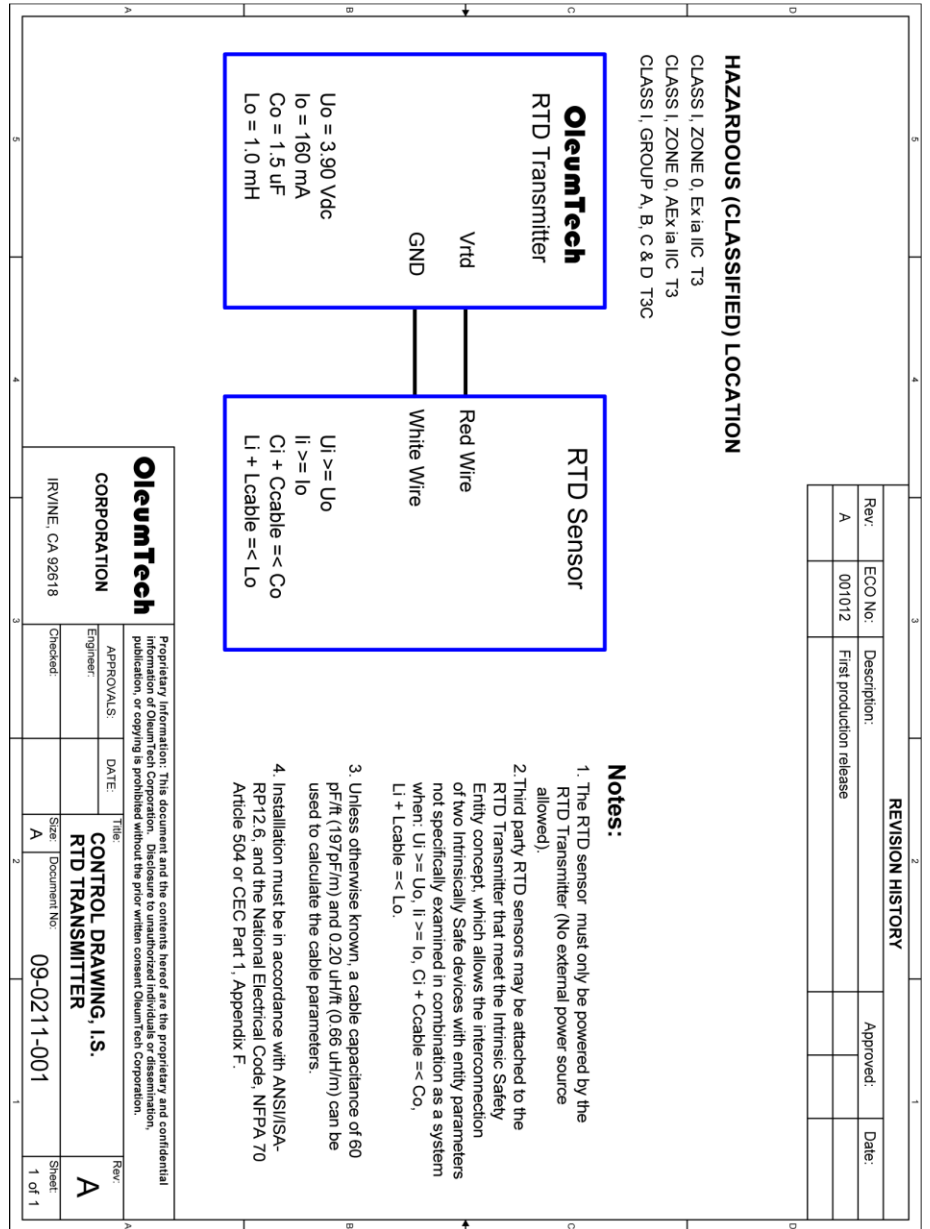 REVISION HISTORY
Rev: ECO No: Description: Approved: Date:
A 001012 First production release
HAZARDOUS (CLASSIFIED) LOCATION
CLASS I, ZONE 0, Ex ia IIC T3
CLASS I, ZONE 0, AEx ia IIC T3
CLASS I, GROUP A, B, C & D T3C
OleumTech
RTD Transmitter
Vrtd
GND
Uo = 3.90 Vdc
Io = 160 mA
Co = 1.5 uF
Lo = 1.0 mH
RTD Sensor
Red Wire
White Wire
Ui >= Uo
Ii >= Io
Ci + Ccable =< Co
Li + Lcable =< Lo
Notes:
1. The RTD sensor must only be powered by the
RTD Transmitter (No external power source
allowed).
2.Third party RTD sensors may be attached to the
RTD Transmitter that meet the Intrinsic Safety
Entity concept, which allows the interconnection
of two Intrinsically Safe devices with entity parameters
not specifically examined in combination as a system
when: Ui >= Uo, Ii >= Io, Ci + Ccable =< Co,
Li + Lcable =< Lo.
3. Unless otherwise known, a cable capacitance of 60
pF/ft (197pF/m) and 0.20 uH/ft (0.66 uH/m) can be
used to calculate the cable parameters.
4. Installlation must be in accordance with ANSI/ISA-
RP12.6, and the National Electrical Code, NFPA 70
Article 504 or CEC Part 1, Appendix F.
OleumTech
CORPORATION
IRVINE, CA 92618
Proprietary Information: This document and the contents hereof are the proprietary and confidential
information of OleumTech Corporation. Disclosure to unauthorized individuals or dissemination,
publication, or copying is prohibited without the prior written consent OleumTech Corporation.
APPROVALS: DATE:
Engineer:
Checked:
Title:
CONTROL DRAWING, I.S.
RTD TRANSMITTER
Rev:
A
Size:
A
Document No:
09-0211-001
Sheet:
1 of 1
5 4 3 2 1
5 4 3 2 1
D C B A
D C B A